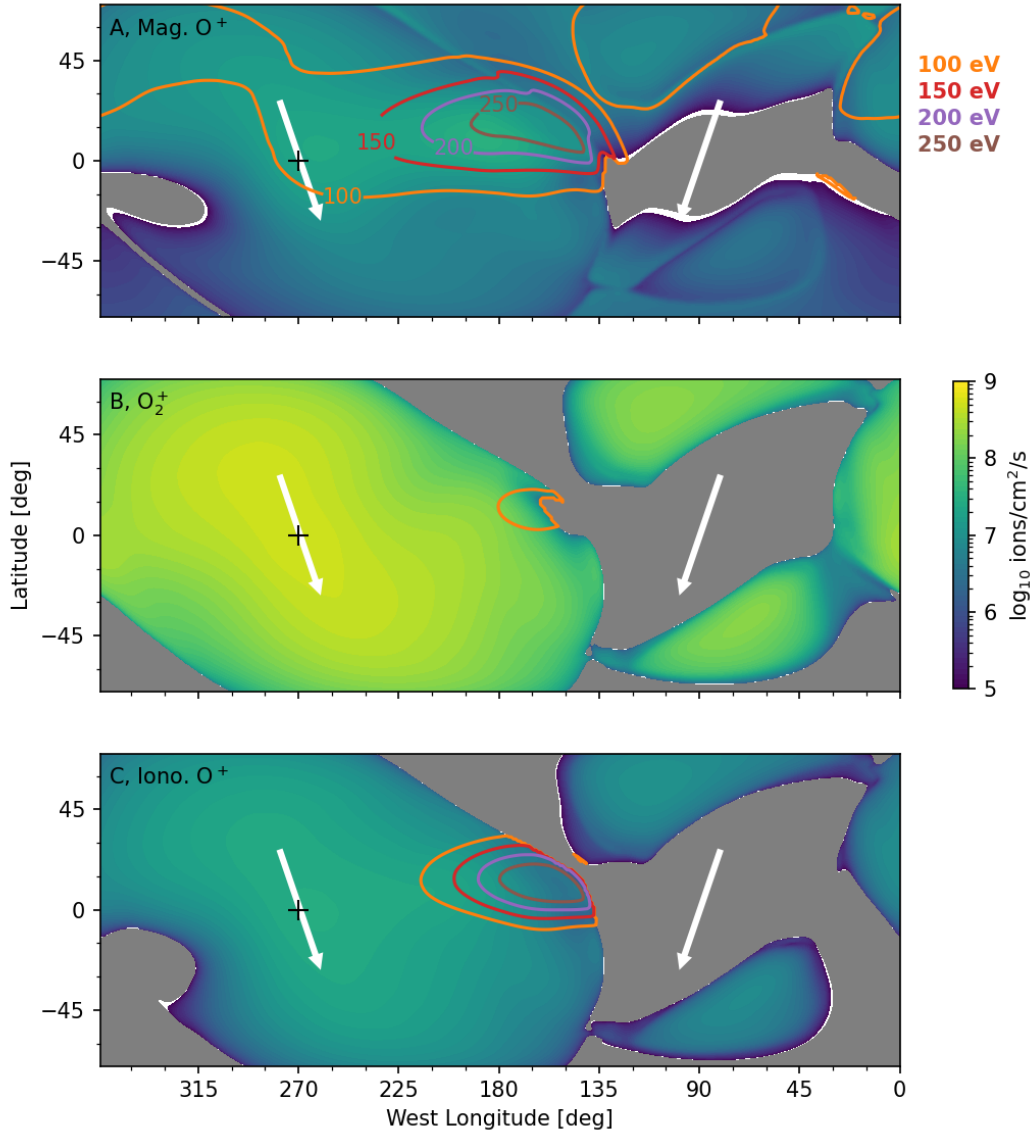 A, Mag. O⁺
100 eV
150 eV
200 eV
250 eV
45
0
−45
250
200
150
100
B, O₂⁺
45
0
−45
Latitude [deg]
9
8
7
6
5
log₁₀ ions/cm²/s
C, Iono. O⁺
45
0
−45
315 270 225 180 135 90 45 0
West Longitude [deg]